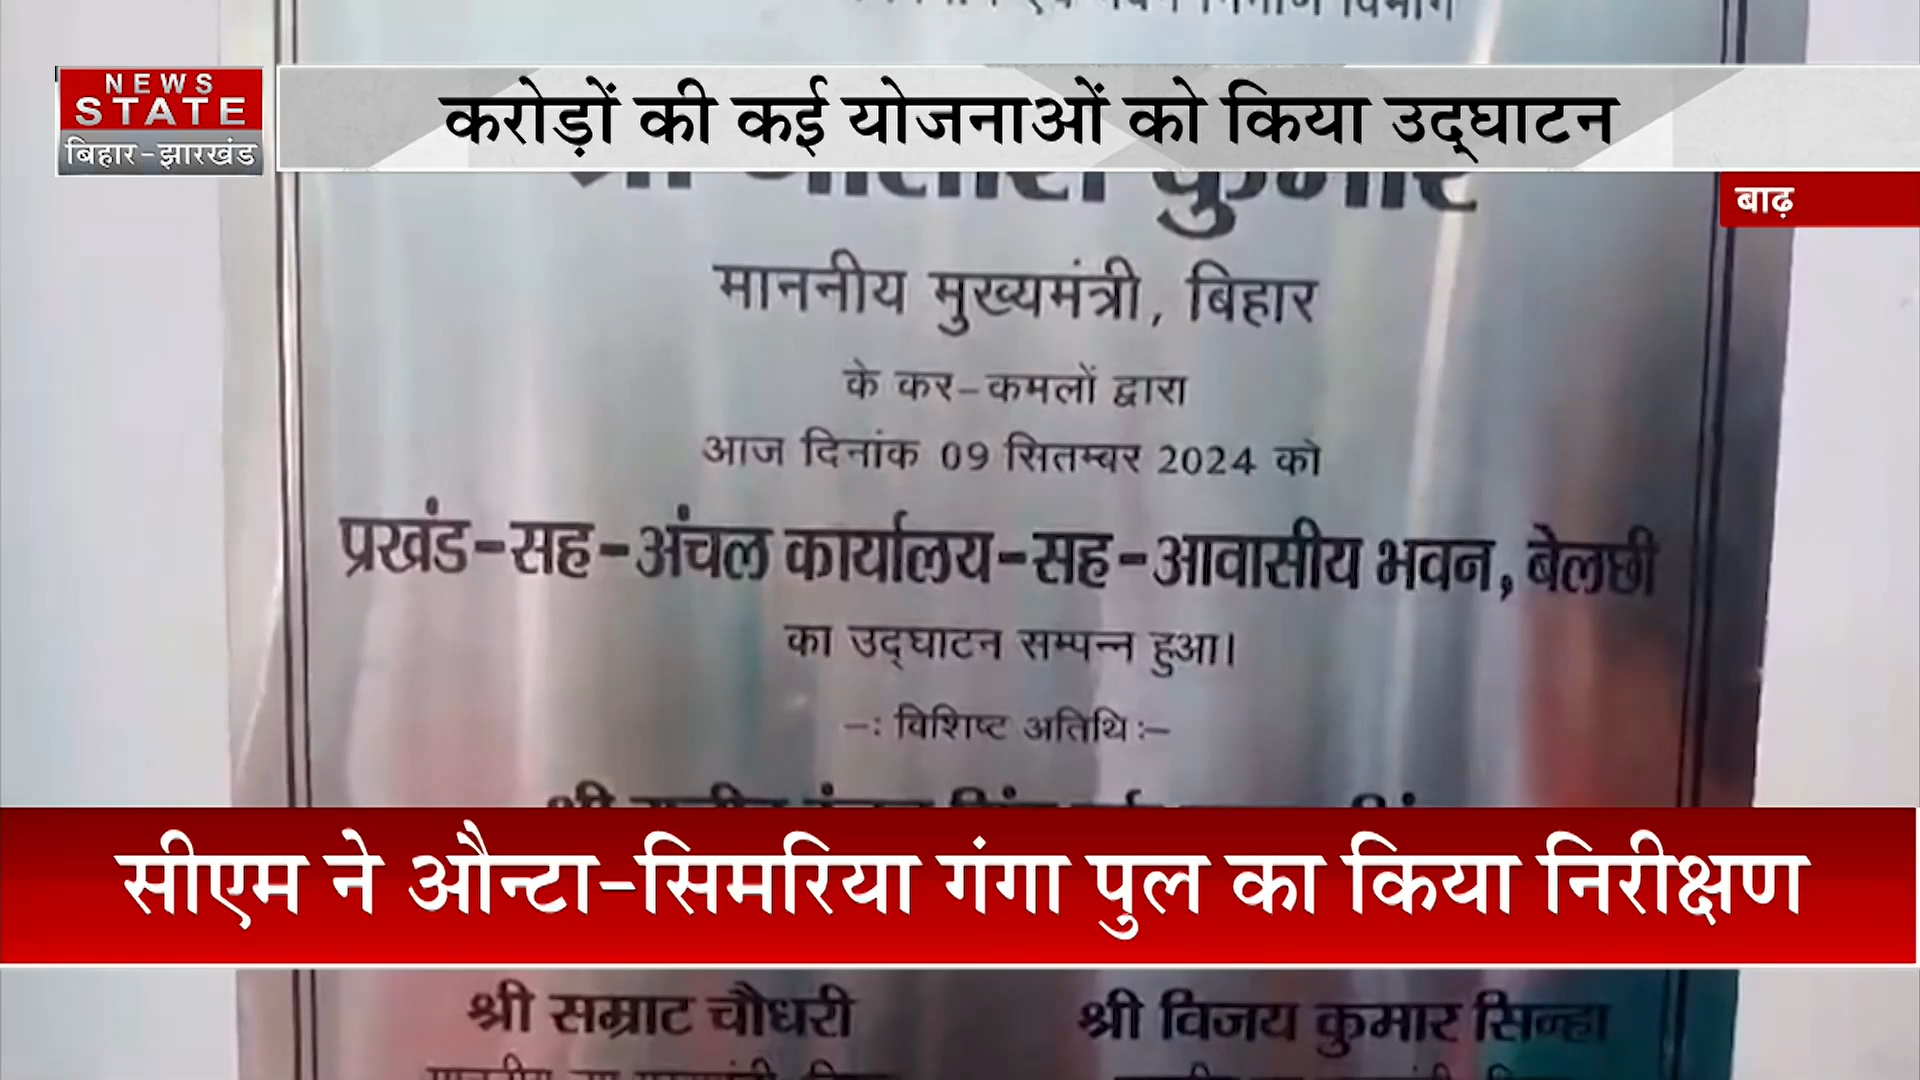 विभाग
NEWS
STATE
बिहार-झारखंड
करोड़ों की कई योजनाओं को किया उद्घाटन
बाढ़
कुमार
माननीय मुख्यमंत्री, बिहार
के कर-कमलों द्वारा
आज दिनांक 09 सितम्बर 2024 को
प्रखंड-सह-अंचल कार्यालय-सह-आवासीय भवन, बेलछी
का उद्घाटन सम्पन्न हुआ।
-: विशिष्ट अतिथि :-
सीएम ने औन्टा-सिमरिया गंगा पुल का किया निरीक्षण
श्री सम्राट चौधरी
श्री विजय कुमार सिन्हा